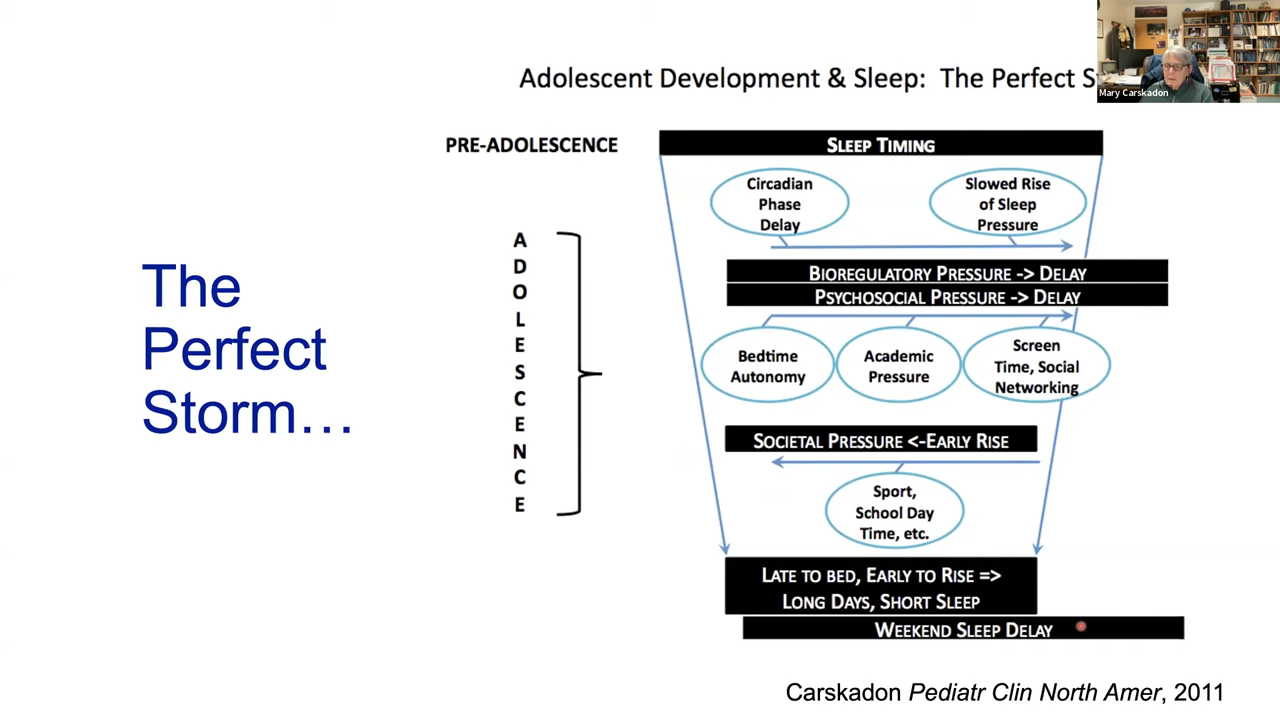 Adolescent Development & Sleep: The Perfect
Mary Carskadon
PRE-ADOLESCENCE
SLEEP TIMING
Circadian
Phase
Delay
Slowed Rise
of Sleep
Pressure
A
D
O
L
E
S
C
E
N
C
E
BIOREGULATORY PRESSURE -> DELAY
PSYCHOSOCIAL PRESSURE -> DELAY
The
Perfect
Storm…
Bedtime
Autonomy
Academic
Pressure
Screen
Time, Social
Networking
SOCIETAL PRESSURE <-EARLY RISE
Sport,
School Day
Time, etc.
LATE TO BED, EARLY TO RISE =>
LONG DAYS, SHORT SLEEP
WEEKEND SLEEP DELAY
Carskadon Pediatr Clin North Amer, 2011